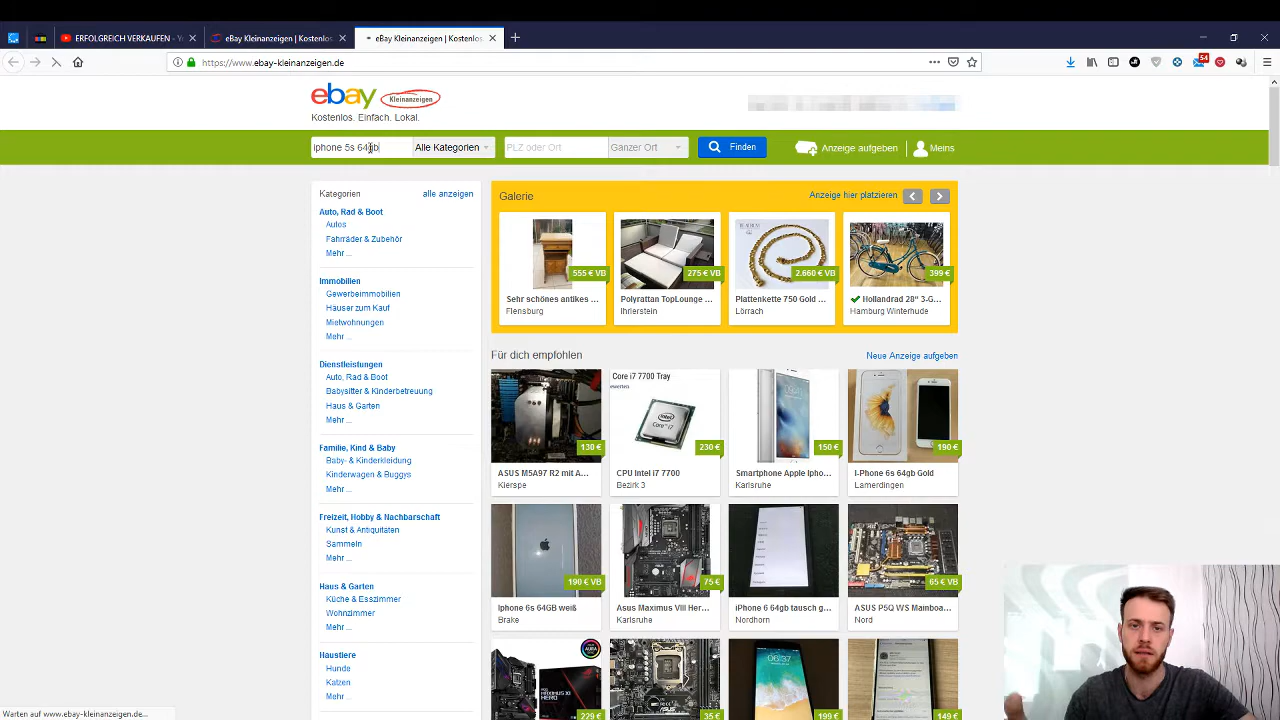 ERFOLGREICH VERKAUFEN - Y
eBay Kleinanzeigen | Kostenlos.
eBay Kleinanzeigen | Kostenlos.
https://www.ebay-kleinanzeigen.de
54
ebay Kleinanzeigen
Kostenlos. Einfach. Lokal.
iphone 5s 64gb
Alle Kategorien
PLZ oder Ort
Ganzer Ort
Finden
Anzeige aufgeben
Meins
Kategorien
alle anzeigen
Auto, Rad & Boot
Autos
Fahrräder & Zubehör
Mehr ...
Immobilien
Gewerbeimmobilien
Häuser zum Kauf
Mietwohnungen
Mehr ...
Dienstleistungen
Auto, Rad & Boot
Babysitter & Kinderbetreuung
Haus & Garten
Mehr ...
Familie, Kind & Baby
Baby- & Kinderkleidung
Kinderwagen & Buggys
Mehr ...
Freizeit, Hobby & Nachbarschaft
Kunst & Antiquitäten
Sammeln
Mehr ...
Haus & Garten
Küche & Esszimmer
Wohnzimmer
Mehr ...
Haustiere
Hunde
Katzen
Mehr ...
Galerie
Anzeige hier platzieren
555 € VB
275 € VB
2.660 € VB
399 €
Sehr schönes antikes ...
Polyrattan TopLounge ...
Plattenkette 750 Gold ...
Hollandrad 28" 3-G...
Flensburg
Ihrlerstein
Lörrach
Hamburg Winterhude
Für dich empfohlen
Neue Anzeige aufgeben
Core i7 7700 Tray
130 €
230 €
150 €
190 €
ASUS M5A97 R2 mit A...
CPU Intel i7 7700
Smartphone Apple ipho...
I-Phone 6s 64gb Gold
Kierspe
Bezirk 3
Karlsruhe
Lamerdingen
190 € VB
75 €
65 € VB
Iphone 6s 64GB weiß
Asus Maximus VIII Her...
iPhone 6 64gb tausch g...
ASUS P5Q WS Mainboa...
Brake
Karlsruhe
Nordhorn
Nord
06:37
229 €
35 €
199 €
149 €
Warten auf www.ebay-kleinanzeigen.de...